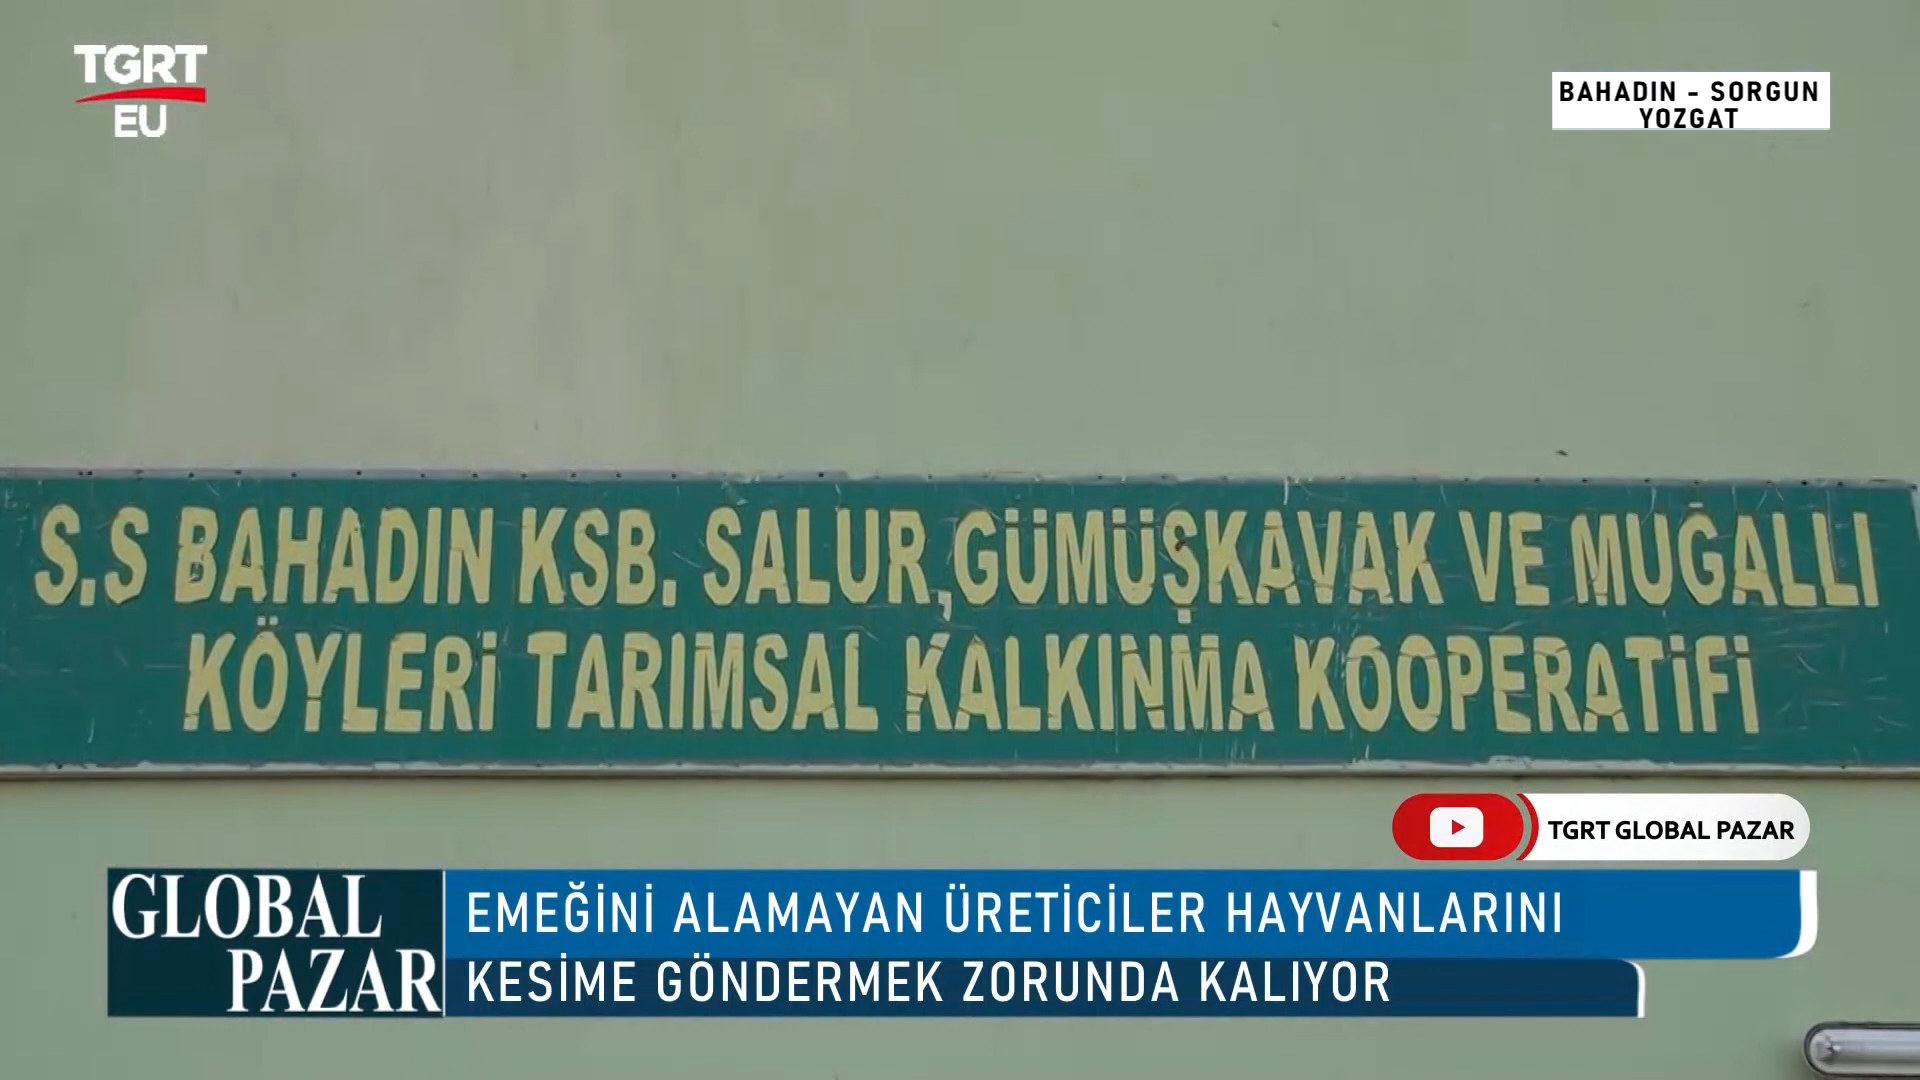 TGRT
EU
BAHADIN - SORGUN
YOZGAT
S.S BAHADIN KSB. SALUR,GÜMÜŞKAVAK VE MUĞALLI
KÖYLERİ TARIMSAL KALKINMA KOOPERATİFİ
TGRT GLOBAL PAZAR
GLOBAL
PAZAR
EMEĞİNİ ALAMAYAN ÜRETİCİLER HAYVANLARINI
KESİME GÖNDERMEK ZORUNDA KALIYOR